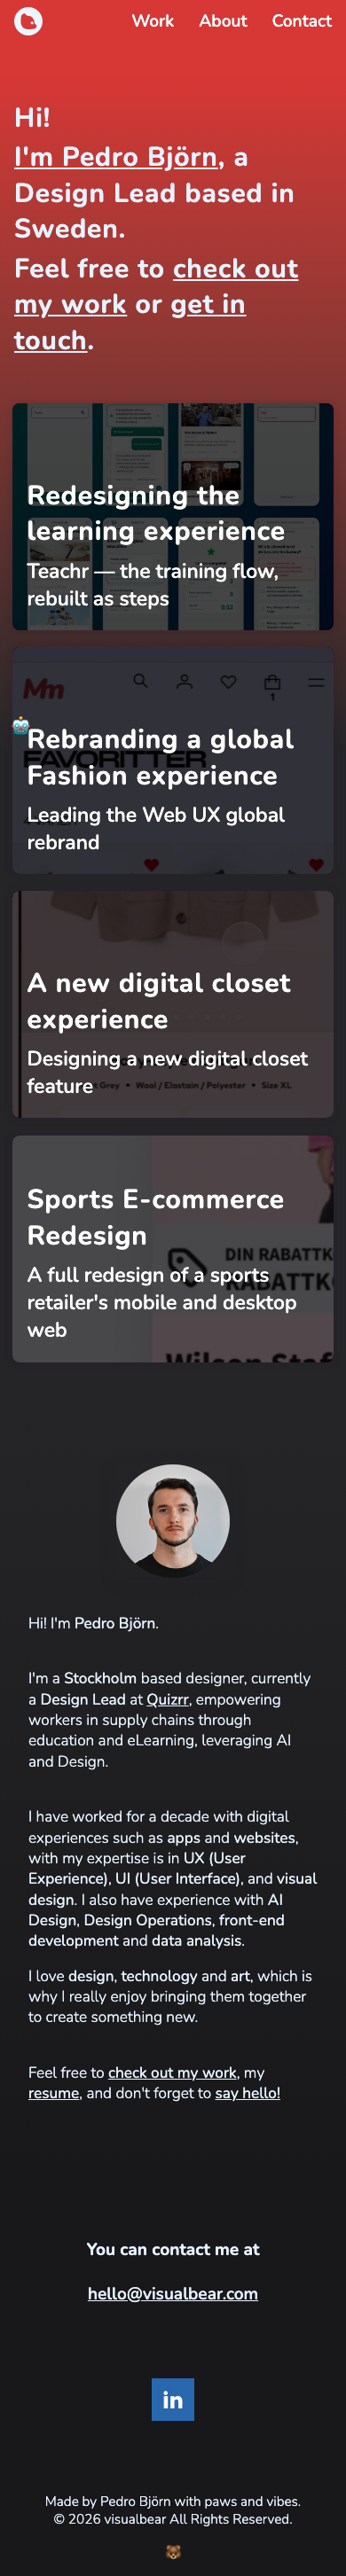 Work About Contact
Hi!
I'm Pedro Björn, a
Design Lead based in
Sweden.
Feel free to check out
my work or get in
touch.
Redesigning the
learning experience
Teachr — the training flow,
rebuilt as steps
Mm
1
FAVORITTER
Rebranding a global
Fashion experience
Leading the Web UX global
rebrand
A new digital closet
experience
Designing a new digital closet
feature
Grey • Wool / Elastain / Polyester • Size XL
Sports E-commerce
Redesign
DIN RABATTK
RABATTK
A full redesign of a sports
retailer's mobile and desktop
web
Wilson Staf
Hi! I'm Pedro Björn.
I'm a Stockholm based designer, currently
a Design Lead at Quizrr, empowering
workers in supply chains through
education and eLearning, leveraging AI
and Design.
I have worked for a decade with digital
experiences such as apps and websites,
with my expertise is in UX (User
Experience), UI (User Interface), and visual
design. I also have experience with AI
Design, Design Operations, front-end
development and data analysis.
I love design, technology and art, which is
why I really enjoy bringing them together
to create something new.
Feel free to check out my work, my
resume, and don't forget to say hello!
You can contact me at
hello@visualbear.com
in
Made by Pedro Björn with paws and vibes.
© 2026 visualbear All Rights Reserved.